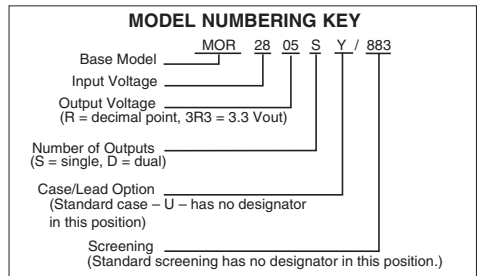 MODEL NUMBERING KEY
MOR 28 05 S Y / 883
Base Model
Input Voltage
Output Voltage
(R = decimal point, 3R3 = 3.3 Vout)
Number of Outputs
(S = single, D = dual)
Case/Lead Option
(Standard case – U – has no designator
in this position)
Screening
(Standard screening has no designator in this position.)